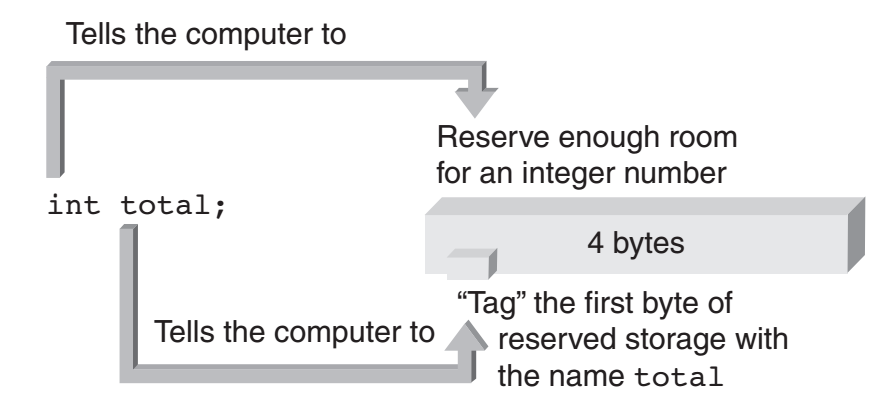 Tells the computer to
Reserve enough room
for an integer number
int total;
4 bytes
“Tag” the first byte of
reserved storage with
the name total
Tells the computer to